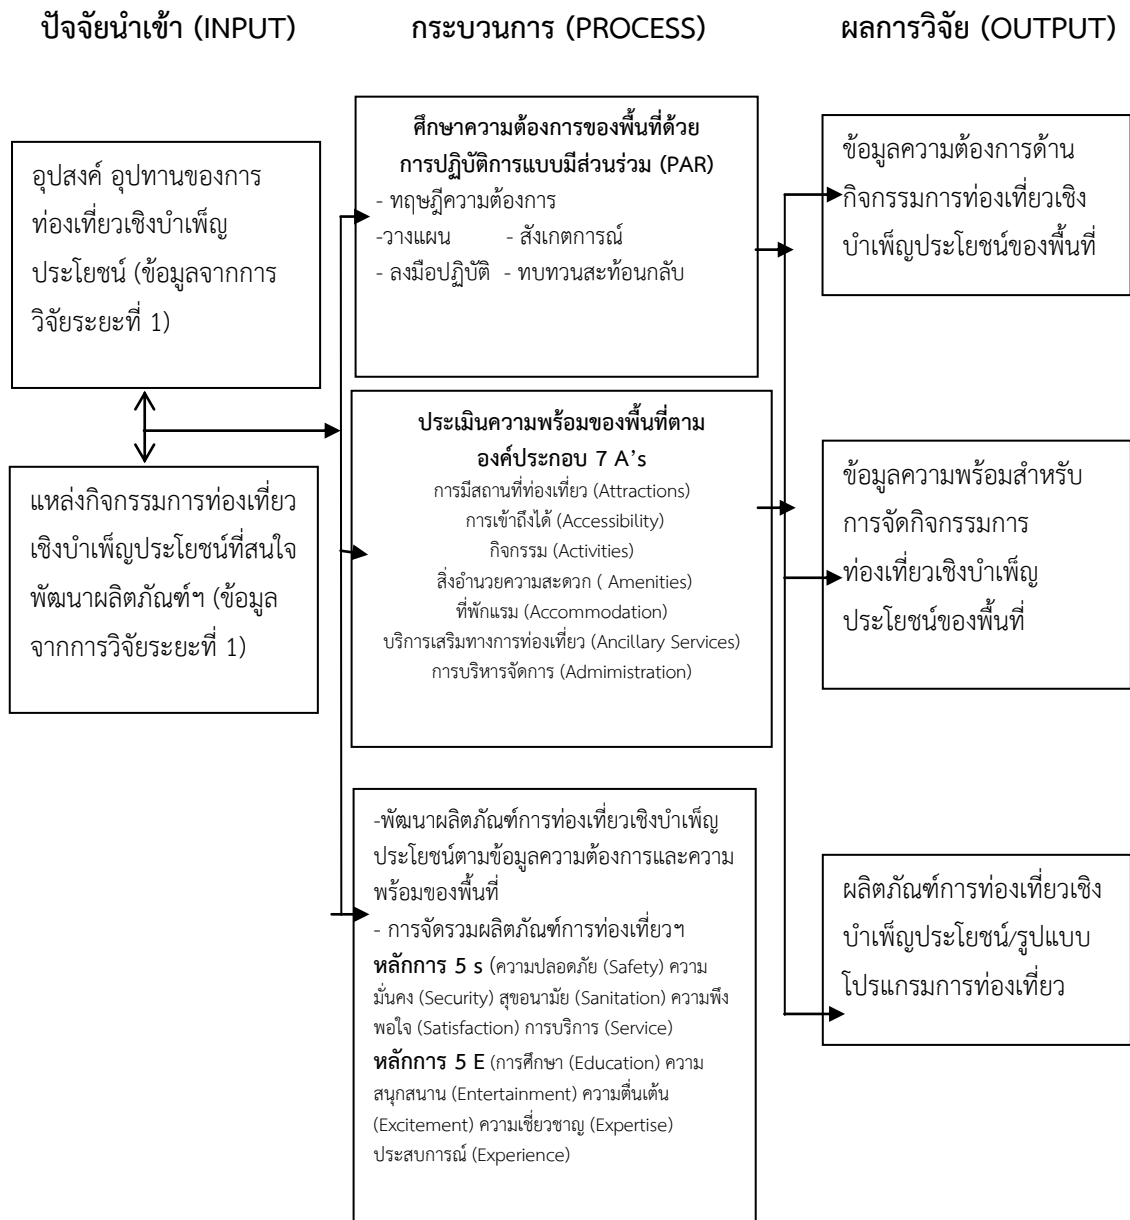 ปัจจัยนำเข้า (INPUT)
กระบวนการ (PROCESS)
ผลการวิจัย (OUTPUT)
อุปสงค์ อุปทานของการ
ท่องเที่ยวเชิงบำเพ็ญ
ประโยชน์ (ข้อมูลจากการ
วิจัยระยะที่ 1)
แหล่งกิจกรรมการท่องเที่ยว
เชิงบำเพ็ญประโยชน์ที่สนใจ
พัฒนาผลิตภัณฑ์ฯ (ข้อมูล
จากการวิจัยระยะที่ 1)
ศึกษาความต้องการของพื้นที่ด้วย
การปฏิบัติการแบบมีส่วนร่วม (PAR)
- ทฤษฎีความต้องการ
-วางแผน - สังเกตการณ์
- ลงมือปฏิบัติ - ทบทวนสะท้อนกลับ
ประเมินความพร้อมของพื้นที่ตาม
องค์ประกอบ 7 A's
การมีสถานที่ท่องเที่ยว (Attractions)
การเข้าถึงได้ (Accessibility)
กิจกรรม (Activities)
สิ่งอำนวยความสะดวก ( Amenities)
ที่พักแรม (Accommodation)
บริการเสริมทางการท่องเที่ยว (Ancillary Services)
การบริหารจัดการ (Admimistration)
-พัฒนาผลิตภัณฑ์การท่องเที่ยวเชิงบำเพ็ญ
ประโยชน์ตามข้อมูลความต้องการและความ
พร้อมของพื้นที่
- การจัดรวมผลิตภัณฑ์การท่องเที่ยวฯ
หลักการ 5 s (ความปลอดภัย (Safety) ความ
มั่นคง (Security) สุขอนามัย (Sanitation) ความพึง
พอใจ (Satisfaction) การบริการ (Service)
หลักการ 5 E (การศึกษา (Education) ความ
สนุกสนาน (Entertainment) ความตื่นเต้น
(Excitement) ความเชี่ยวชาญ (Expertise)
ประสบการณ์ (Experience)
ข้อมูลความต้องการด้าน
กิจกรรมการท่องเที่ยวเชิง
บำเพ็ญประโยชน์ของพื้นที่
ข้อมูลความพร้อมสำหรับ
การจัดกิจกรรมการ
ท่องเที่ยวเชิงบำเพ็ญ
ประโยชน์ของพื้นที่
ผลิตภัณฑ์การท่องเที่ยวเชิง
บำเพ็ญประโยชน์/รูปแบบ
โปรแกรมการท่องเที่ยว